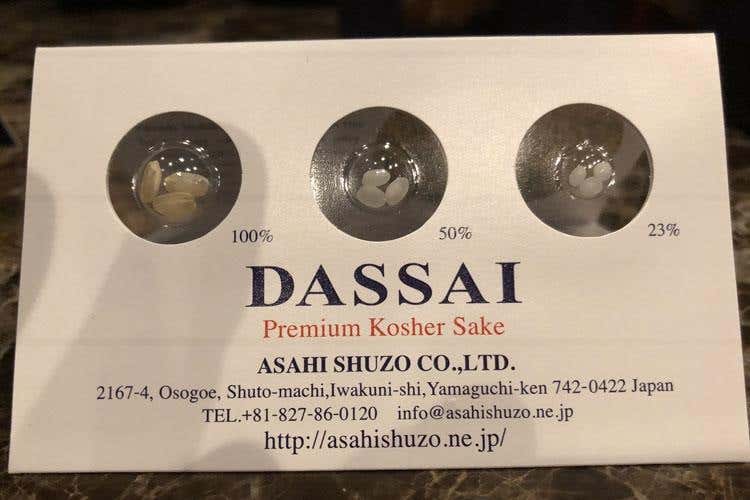 100%
50%
23%
DASSAI
Premium Kosher Sake
ASAHI SHUZO CO.,LTD.
2167-4, Osogoe, Shuto-machi,Iwakuni-shi,Yamaguchi-ken 742-0422 Japan
TEL.+81-827-86-0120 info@asahishuzo.ne.jp
http://asahishuzo.ne.jp/